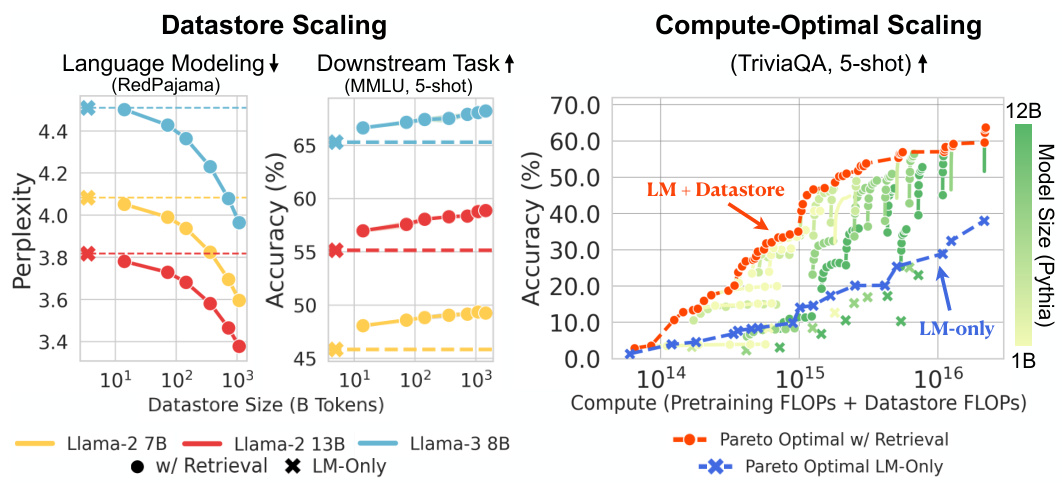 Datastore Scaling
Compute-Optimal Scaling
Language Modeling ↓
(RedPajama)
Downstream Task ↑
(MMLU, 5-shot)
(TriviaQA, 5-shot) ↑
Perplexity
4.4
4.2
4.0
3.8
3.6
3.4
10¹ 10² 10³
Accuracy (%)
65
60
55
50
45
10¹ 10² 10³
Datastore Size (B Tokens)
Llama-2 7B Llama-2 13B Llama-3 8B
w/ Retrieval LM-Only
Accuracy (%)
70.0
60.0
50.0
40.0
30.0
20.0
10.0
0.0
LM + Datastore
LM-only
10¹⁴ 10¹⁵ 10¹⁶
Compute (Pretraining FLOPs + Datastore FLOPs)
12B
Model Size (Pythia)
1B
Pareto Optimal w/ Retrieval
Pareto Optimal LM-Only